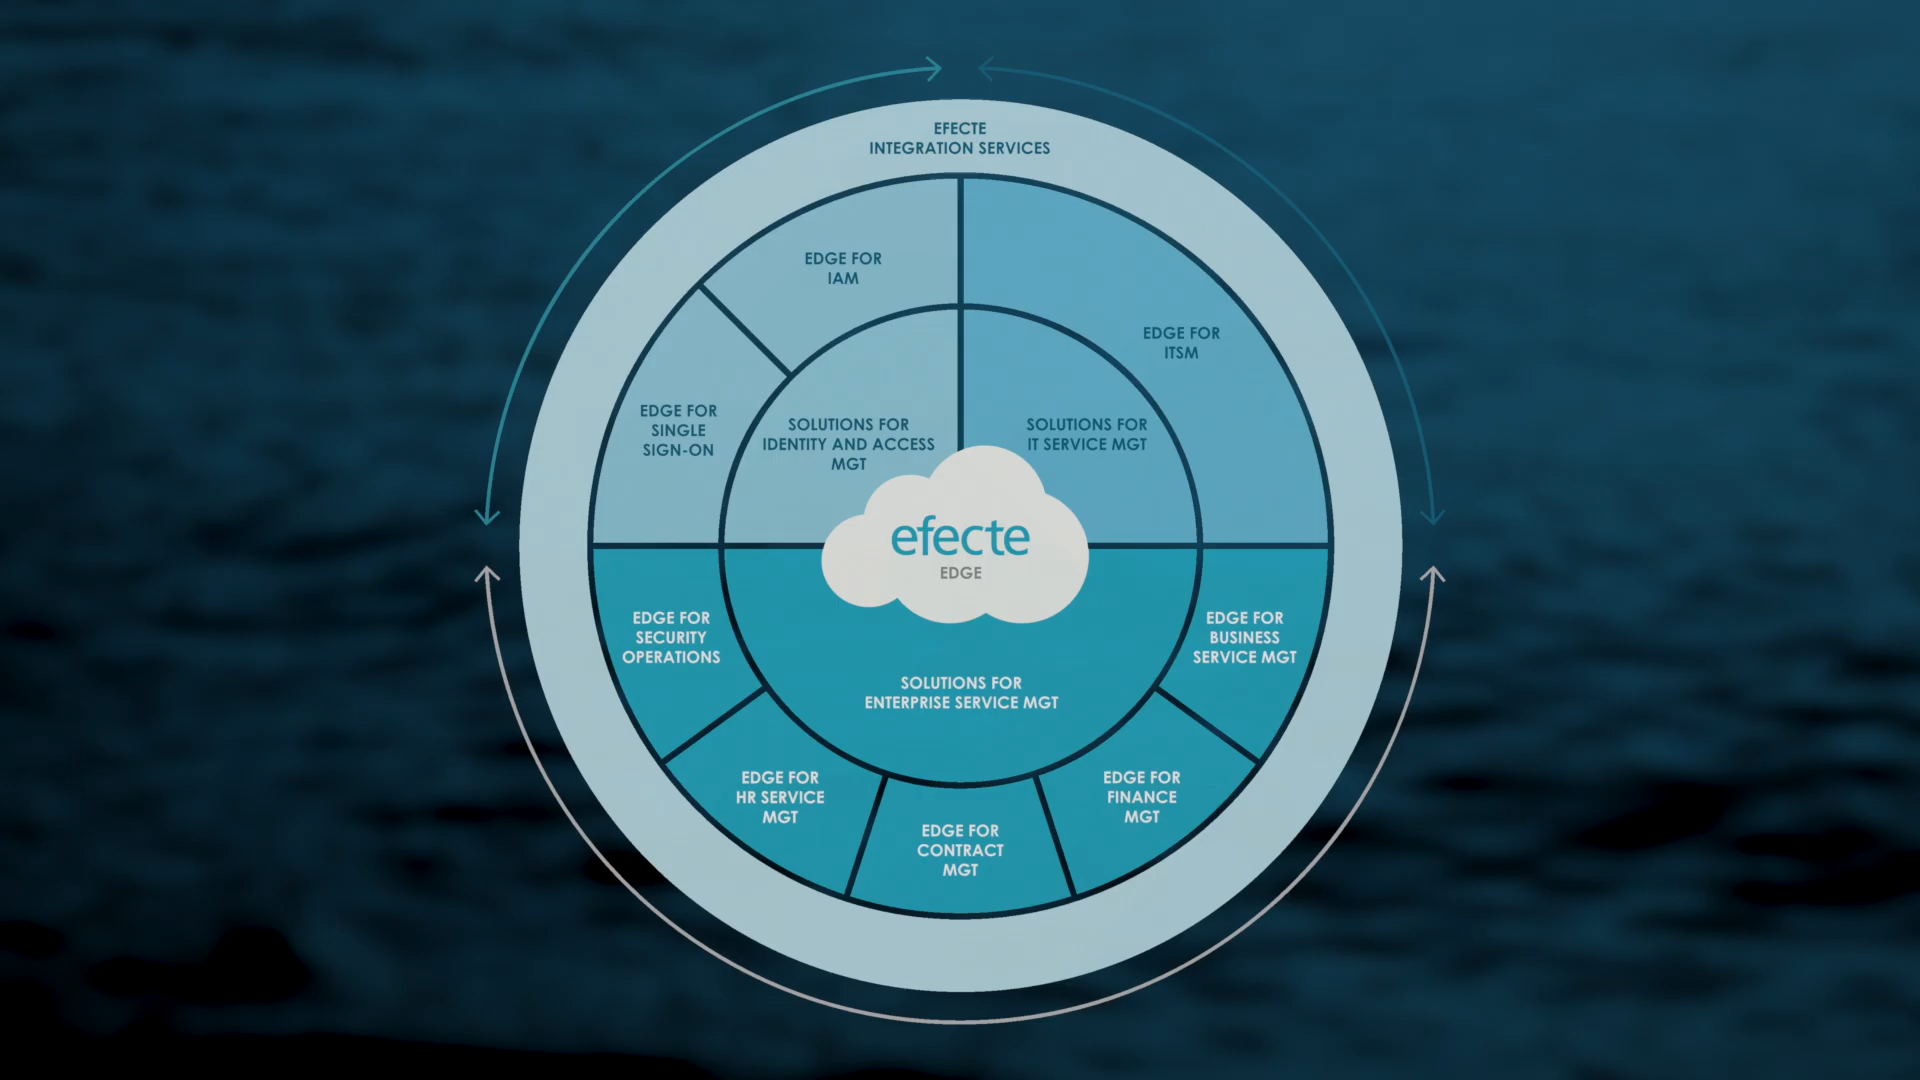 EFECTE
INTEGRATION SERVICES
EDGE FOR
IAM
EDGE FOR
ITSM
EDGE FOR
SINGLE
SIGN-ON
SOLUTIONS FOR
IDENTITY AND ACCESS
MGT
SOLUTIONS FOR
IT SERVICE MGT
efecte
EDGE
EDGE FOR
SECURITY
OPERATIONS
EDGE FOR
BUSINESS
SERVICE MGT
SOLUTIONS FOR
ENTERPRISE SERVICE MGT
EDGE FOR
HR SERVICE
MGT
EDGE FOR
CONTRACT
MGT
EDGE FOR
FINANCE
MGT